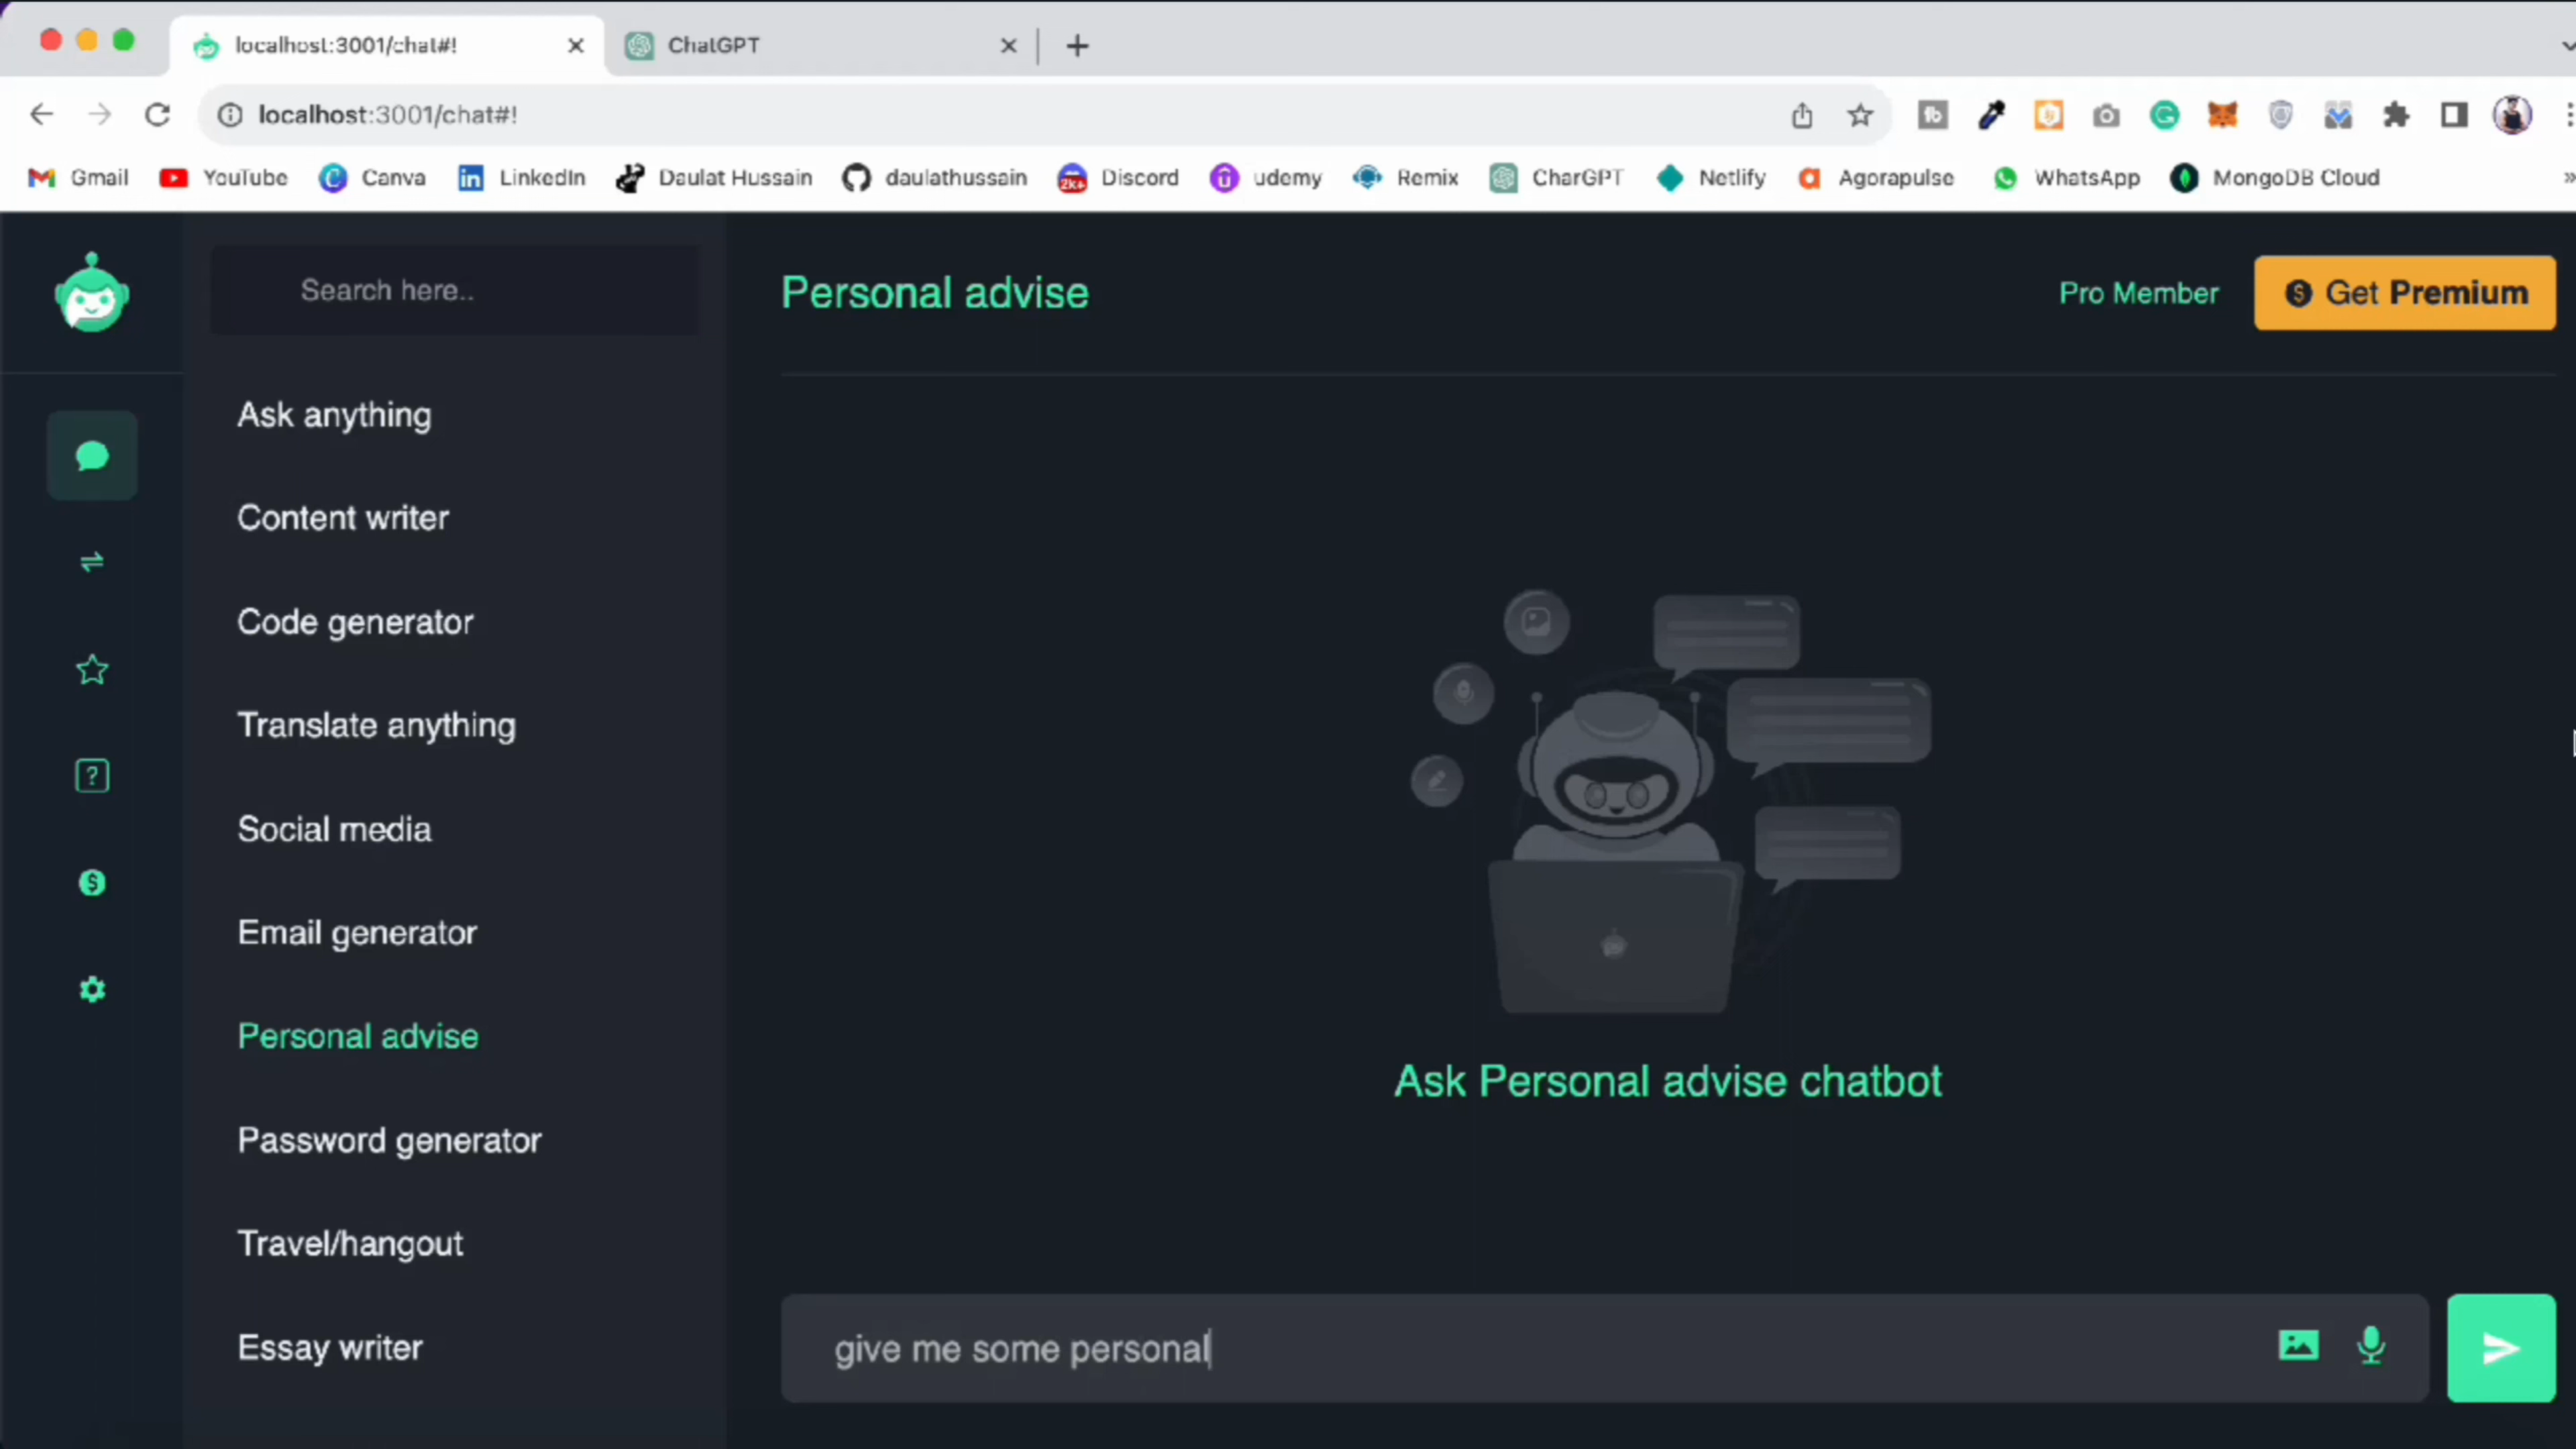 localhost:3001/chat#!
ChatGPT
localhost:3001/chat#!
Gmail YouTube Canva LinkedIn Daulat Hussain daulathussain 2k+ Discord udemy Remix CharGPT Netlify Agorapulse WhatsApp MongoDB Cloud
Search here..
Personal advise
Pro Member
Get Premium
Ask anything
Content writer
Code generator
Translate anything
Social media
Email generator
Personal advise
Password generator
Travel/hangout
Essay writer
Ask Personal advise chatbot
give me some personal